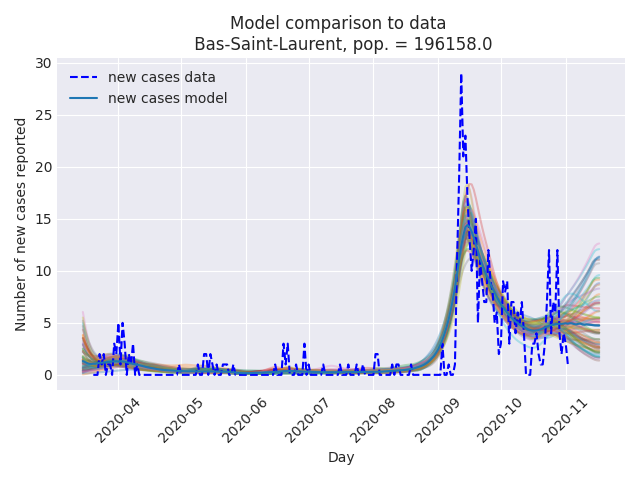 Model comparison to data
Bas-Saint-Laurent, pop. = 196158.0
new cases data
new cases model
Number of new cases reported
30
25
20
15
10
5
0
2020-04
2020-05
2020-06
2020-07
2020-08
2020-09
2020-10
2020-11
Day